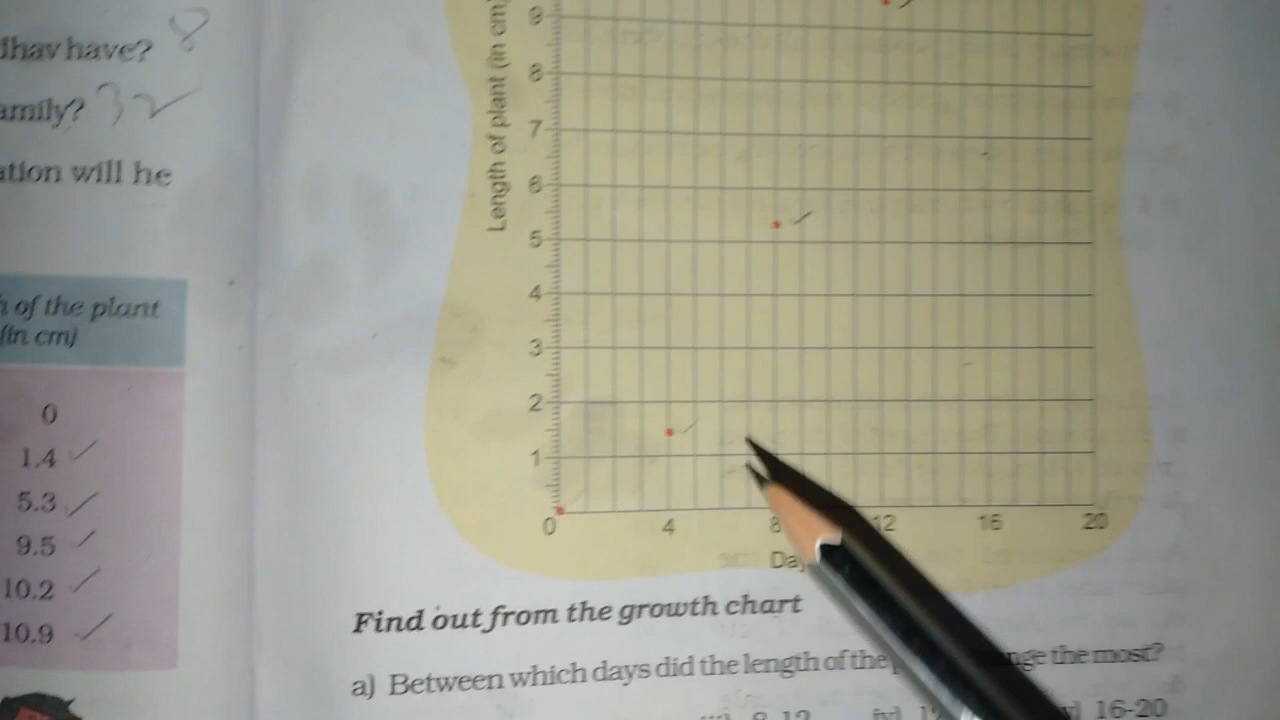 dhav have? 8
amily? 32
ation will he
h of the plant
(in cm)
0
1.4
5.3
9.5
10.2
10.9
Length of plant (in cm)
9
8
7
6
5
4
3
2
1
0 4 8 12 16 20
Da
Find out from the growth chart
a) Between which days did the length of the nge the most?
8-12 iv) 16-20